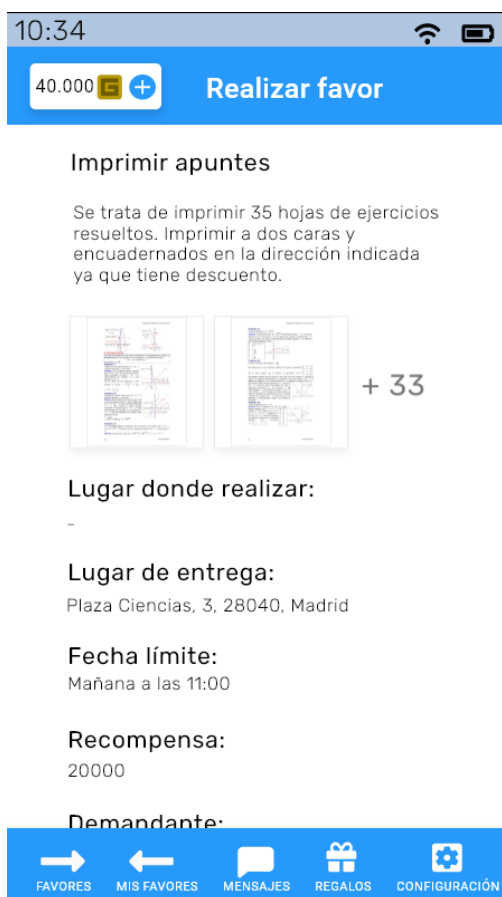 10:34
40.000 G +
Realizar favor
Imprimir apuntes
Se trata de imprimir 35 hojas de ejercicios
resueltos. Imprimir a dos caras y
encuadernados en la dirección indicada
ya que tiene descuento.
+ 33
Lugar donde realizar:
-
Lugar de entrega:
Plaza Ciencias, 3, 28040, Madrid
Fecha límite:
Mañana a las 11:00
Recompensa:
20000
Demandante:
FAVORES MIS FAVORES MENSAJES REGALOS CONFIGURACIÓN